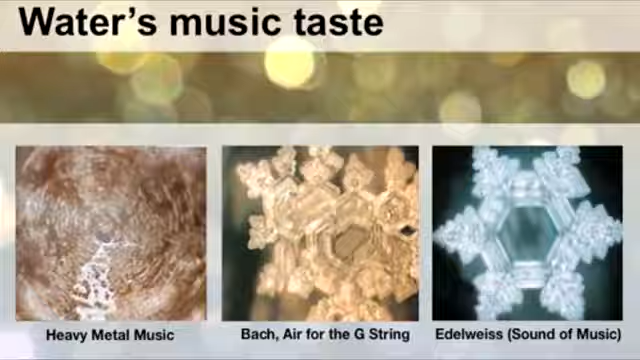 Water's music taste
Heavy Metal Music
Bach, Air for the G String
Edelweiss (Sound of Music)